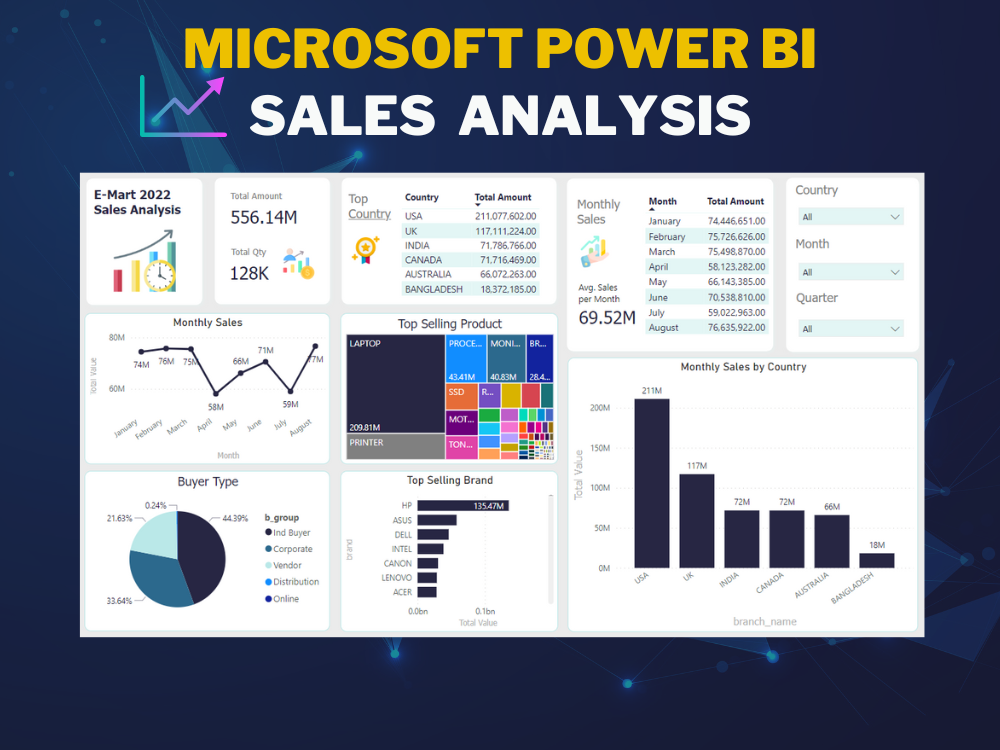 MICROSOFT POWER BI
SALES ANALYSIS
E-Mart 2022
Sales Analysis
Total Amount
556.14M
Total Qty
128K
Top
Country
Country Total Amount
USA 211,077.602.00
UK 117,111,224.00
INDIA 71,786,766.00
CANADA 71,716,469.00
AUSTRALIA 66,072,263.00
BANGLADESH 18,372,185.00
Monthly
Sales
Avg. Sales
per Month
69.52M
Month Total Amount
January 74,446,651.00
February 75,726,626.00
March 75,498,870.00
April 58,123,282.00
May 66,143,385.00
June 70,538,810.00
July 59,022,963.00
August 76,635,922.00
Country
All
Month
All
Quarter
All
Monthly Sales
Total Value
80M
60M
74M
76M
75M
58M
66M
71M
59M
77M
January
February
March
April
May
June
July
August
Month
Top Selling Product
LAPTOP
209.81M
PRINTER
PROCE...
43.41M
MONI...
40.83M
BR...
28.4...
SSD
R...
MOT...
TON...
Monthly Sales by Country
Total Value
200M
150M
100M
50M
0M
211M
117M
72M
72M
66M
18M
USA
UK
INDIA
CANADA
AUSTRALIA
BANGLADESH
branch_name
Buyer Type
0.24%
21.63%
44.39%
33.64%
b_group
Ind Buyer
Corporate
Vendor
Distribution
Online
Top Selling Brand
brand
HP 135.47M
ASUS
DELL
INTEL
CANON
LENOVO
ACER
0.0bn 0.1bn
Total Value